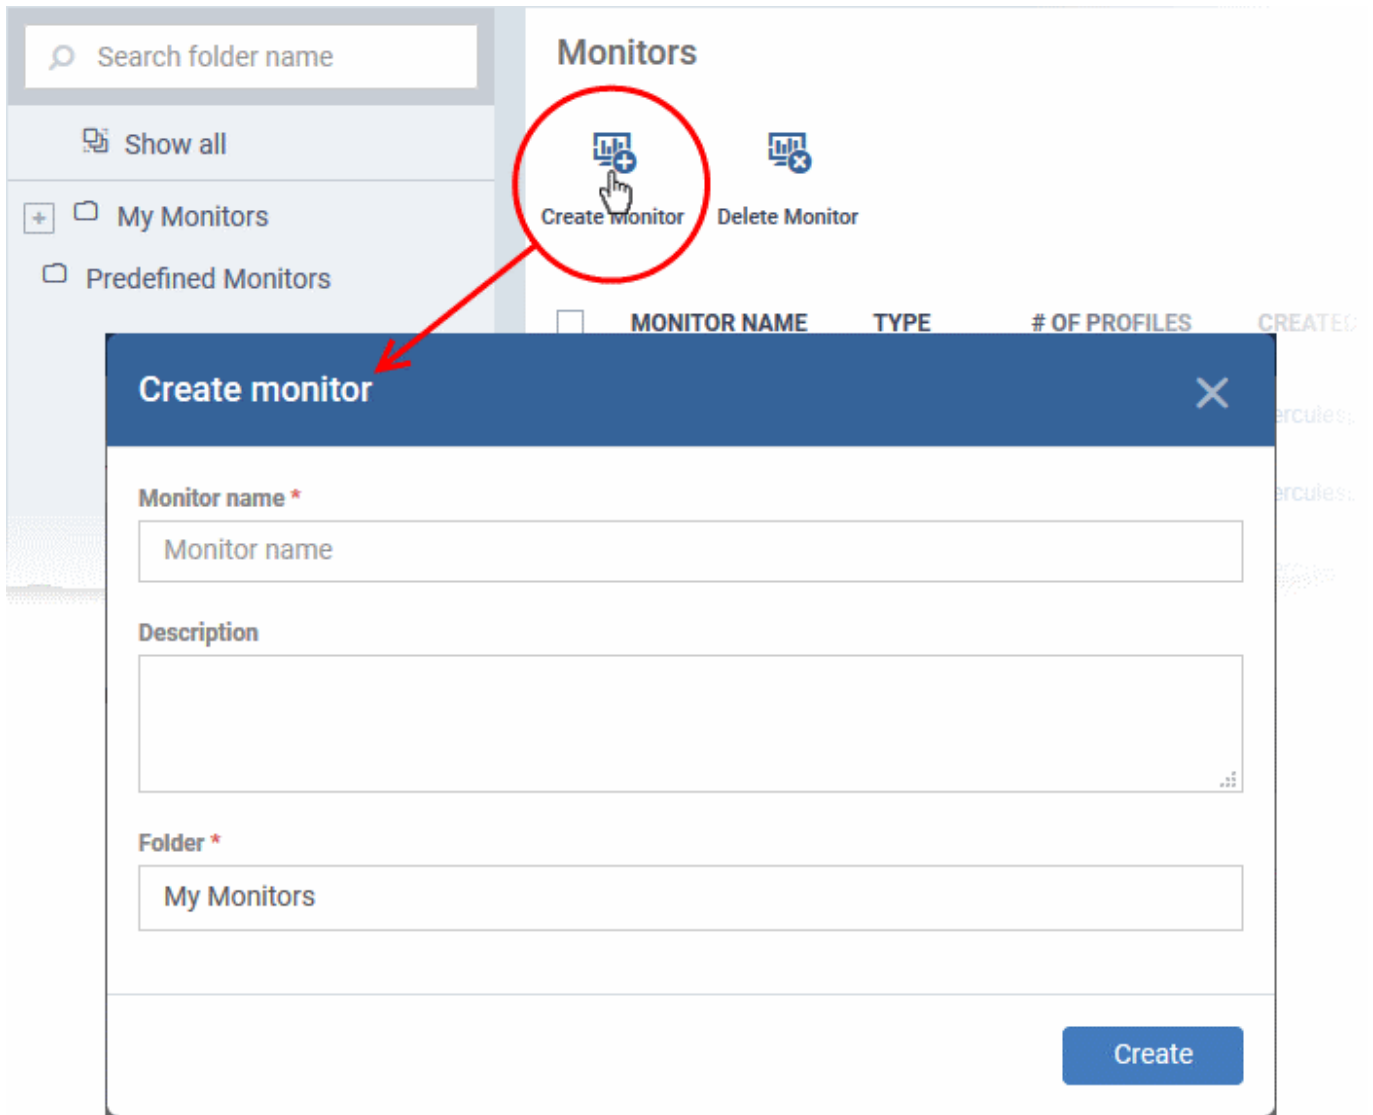 Search folder name
Show all
My Monitors
Predefined Monitors
Monitors
Create Monitor
Delete Monitor
MONITOR NAME TYPE # OF PROFILES CREATED
Create monitor
Monitor name *
Monitor name
Description
Folder *
My Monitors
Create